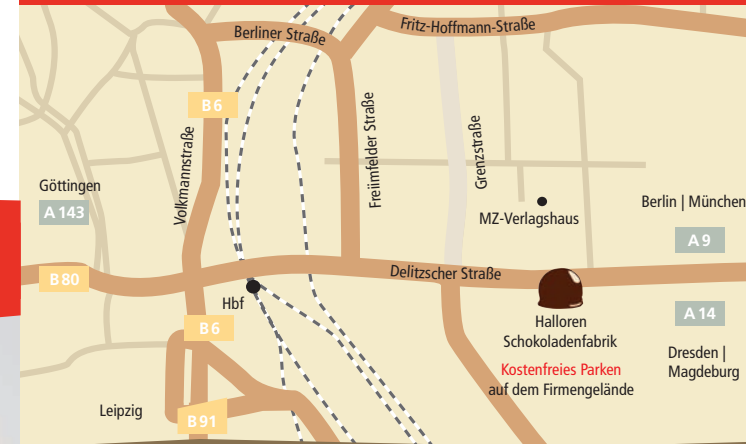 Berliner Straße
Fritz-Hoffmann-Straße
B 6
Volkmannstraße
Freiimfelder Straße
Grenzstraße
Göttingen
A 143
MZ-Verlagshaus
Berlin | München
A 9
B 80
Delitzscher Straße
Hbf
B 6
Halloren
Schokoladenfabrik
Kostenfreies Parken
auf dem Firmengelände
A 14
Dresden |
Magdeburg
Leipzig
B 91